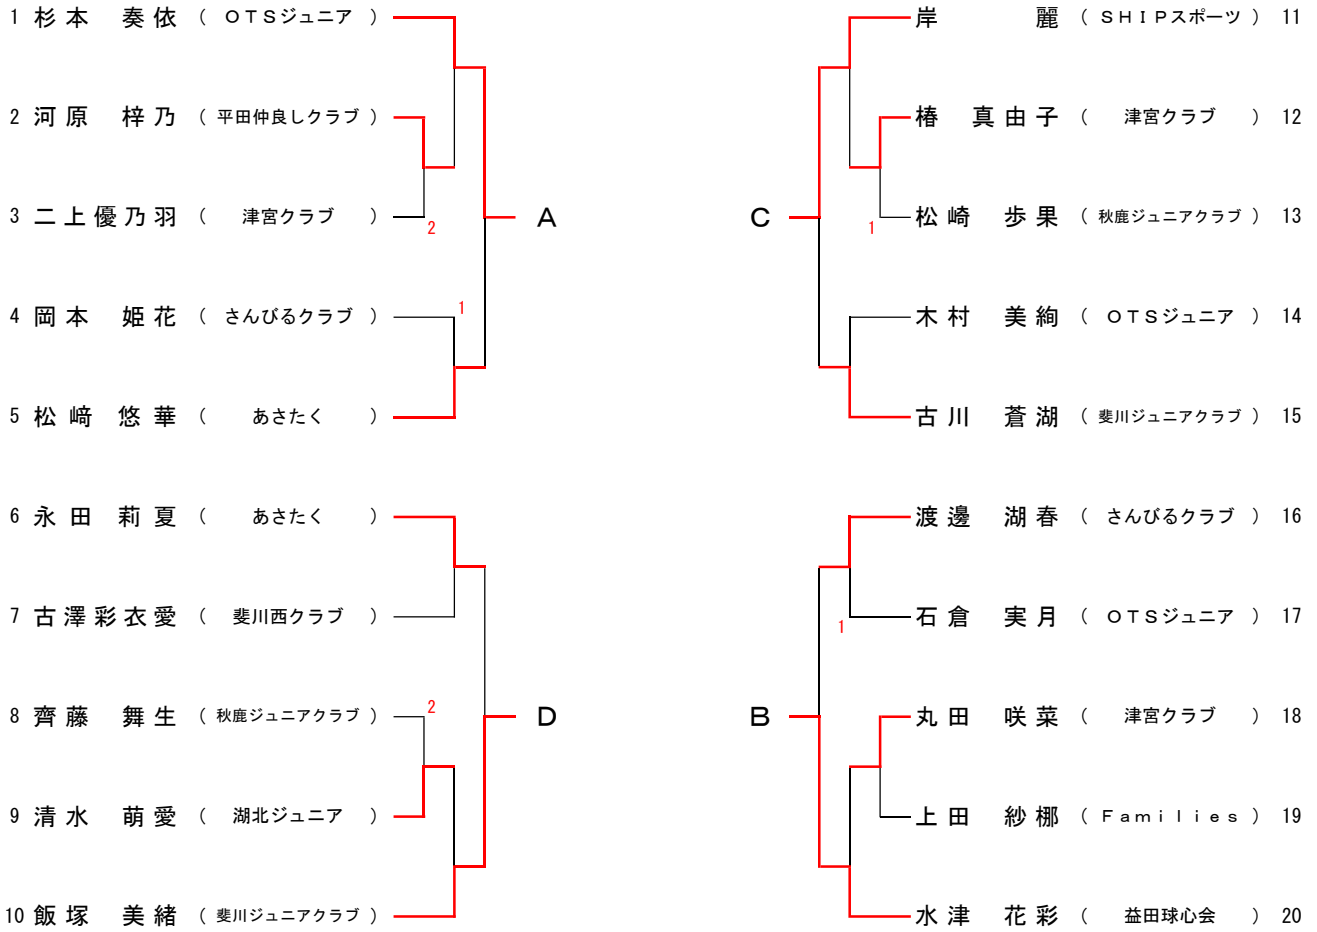 1 杉本 奏依 ( OTSジュニア )
2 河原 梓乃 ( 平田仲良しクラブ )
3 二上優乃羽 ( 津宮クラブ )
2
A
1
4 岡本 姫花 ( さんびるクラブ )
5 松﨑 悠華 ( あさたく )
6 永田 莉夏 ( あさたく )
7 古澤彩衣愛 ( 斐川西クラブ )
8 齊藤 舞生 ( 秋鹿ジュニアクラブ )
2
D
9 清水 萌愛 ( 湖北ジュニア )
10 飯塚 美緒 ( 斐川ジュニアクラブ )
岸 麗 ( SHIPスポーツ ) 11
椿 真由子 ( 津宮クラブ ) 12
C
松崎 歩果 ( 秋鹿ジュニアクラブ ) 13
1
木村 美絢 ( OTSジュニア ) 14
古川 蒼湖 ( 斐川ジュニアクラブ ) 15
渡邊 湖春 ( さんびるクラブ ) 16
石倉 実月 ( OTSジュニア ) 17
1
B
丸田 咲菜 ( 津宮クラブ ) 18
上田 紗梛 ( Families ) 19
水津 花彩 ( 益田球心会 ) 20